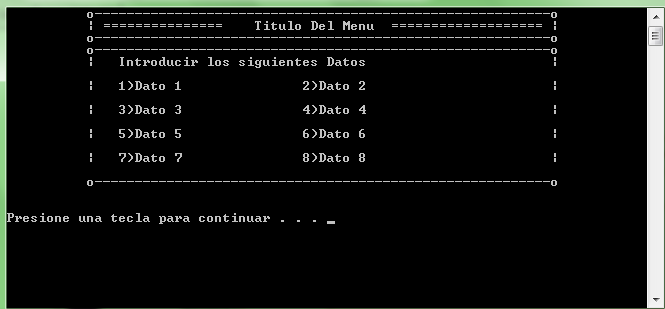 o---------------------------------------------------------o
¦ =============== Titulo Del Menu =================== ¦
o---------------------------------------------------------o
o---------------------------------------------------------o
¦ Introducir los siguientes Datos ¦
¦ 1)Dato 1 2)Dato 2 ¦
¦ 3)Dato 3 4)Dato 4 ¦
¦ 5)Dato 5 6)Dato 6 ¦
¦ 7)Dato 7 8)Dato 8 ¦
o---------------------------------------------------------o
Presione una tecla para continuar . . . _